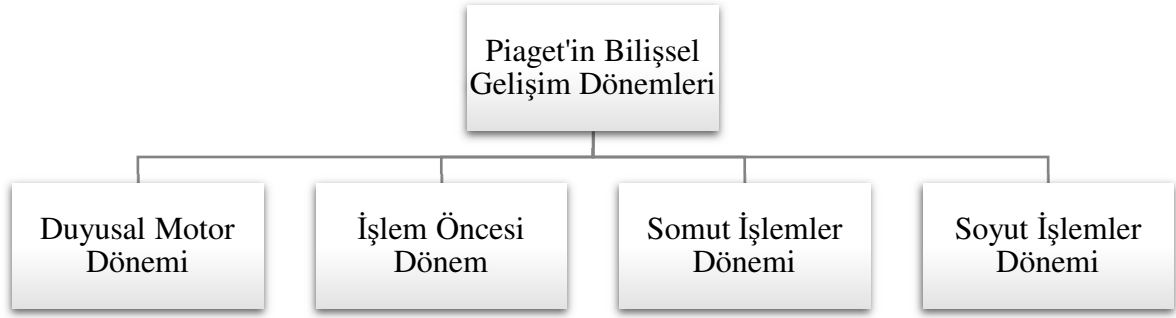 Piaget'in Bilişsel
Gelişim Dönemleri
Duyusal Motor
Dönemi
İşlem Öncesi
Dönem
Somut İşlemler
Dönemi
Soyut İşlemler
Dönemi